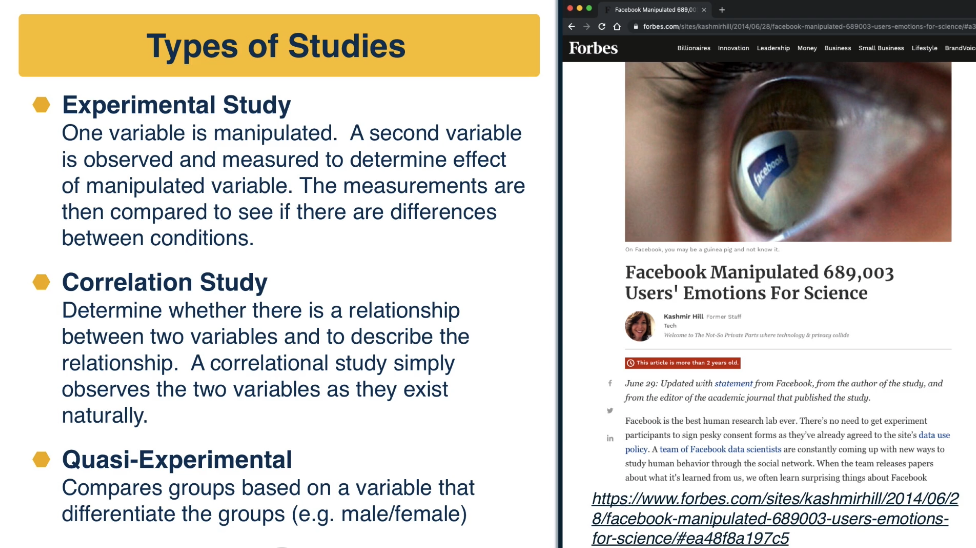 Types of Studies
Experimental Study
One variable is manipulated. A second variable
is observed and measured to determine effect
of manipulated variable. The measurements are
then compared to see if there are differences
between conditions.
Correlation Study
Determine whether there is a relationship
between two variables and to describe the
relationship. A correlational study simply
observes the two variables as they exist
naturally.
Quasi-Experimental
Compares groups based on a variable that
differentiate the groups (e.g. male/female)
Facebook Manipulated 689,00
forbes.com/sites/kashmirhill/2014/06/28/facebook-manipulated-689003-users-emotions-for-science/#ea
Forbes
Billionaires Innovation Leadership Money Business Small Business Lifestyle BrandVoic
facebook
On Facebook, you may be a guinea pig and not know it.
Facebook Manipulated 689,003
Users' Emotions For Science
Kashmir Hill Former Staff
Tech
Welcome to The Not-So Private Parts where technology & privacy collide
This article is more than 2 years old.
June 29: Updated with statement from Facebook, from the author of the study, and
from the editor of the academic journal that published the study.
Facebook is the best human research lab ever. There's no need to get experiment
participants to sign pesky consent forms as they've already agreed to the site's data use
policy. A team of Facebook data scientists are constantly coming up with new ways to
study human behavior through the social network. When the team releases papers
about what it's learned from us, we often learn surprising things about Facebook
https://www.forbes.com/sites/kashmirhill/2014/06/2
8/facebook-manipulated-689003-users-emotions-
for-science/#ea48f8a197c5